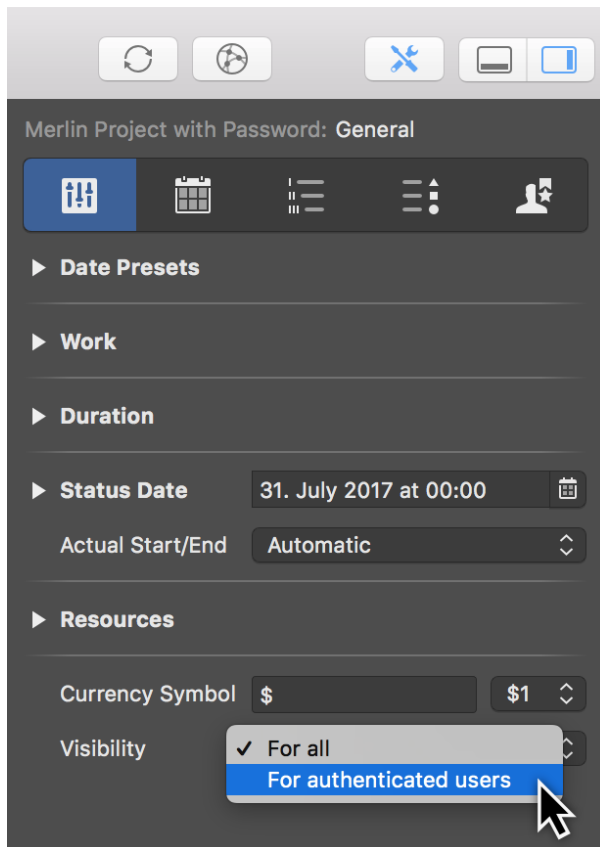 Merlin Project with Password: General
Date Presets
Work
Duration
Status Date 31. July 2017 at 00:00
Actual Start/End Automatic
Resources
Currency Symbol $ $1
Visibility ✓ For all
For authenticated users